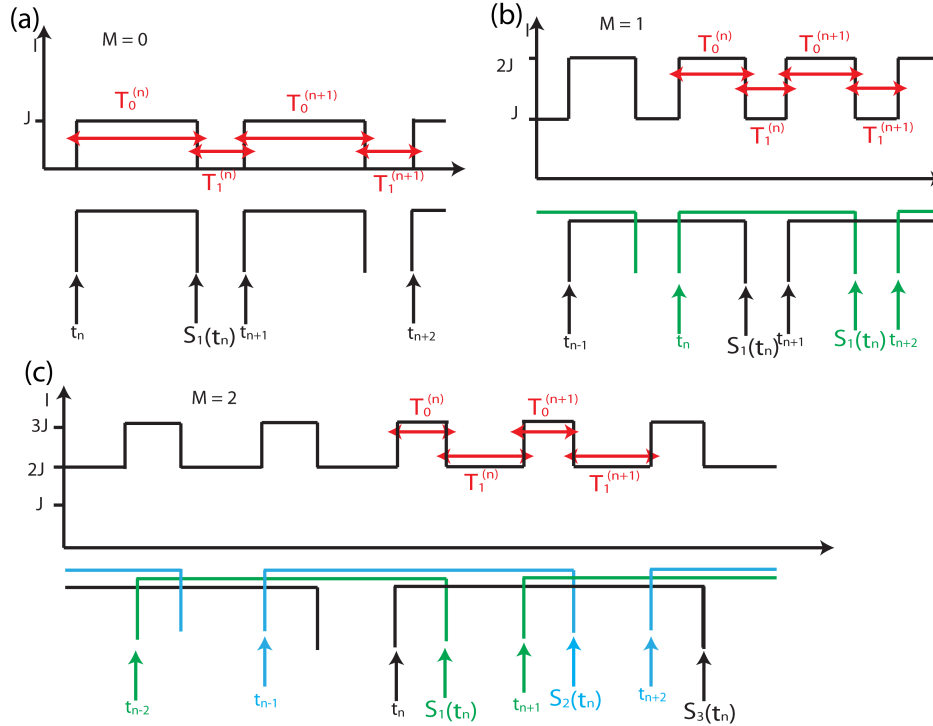 (a)
I
M = 0
T₀⁽ⁿ⁾
T₀⁽ⁿ⁺¹⁾
J
T₁⁽ⁿ⁾
T₁⁽ⁿ⁺¹⁾
tₙ
S₁(tₙ)
tₙ₊₁
tₙ₊₂
(b)
I
M = 1
T₀⁽ⁿ⁾
T₀⁽ⁿ⁺¹⁾
2J
J
T₁⁽ⁿ⁾
T₁⁽ⁿ⁺¹⁾
tₙ₋₁
tₙ
S₁(tₙ)
tₙ₊₁
S₁(tₙ)
tₙ₊₂
(c)
I
M = 2
T₀⁽ⁿ⁾
T₀⁽ⁿ⁺¹⁾
3J
2J
T₁⁽ⁿ⁾
T₁⁽ⁿ⁺¹⁾
J
tₙ₋₂
tₙ₋₁
tₙ
S₁(tₙ)
tₙ₊₁
S₂(tₙ)
tₙ₊₂
S₃(tₙ)